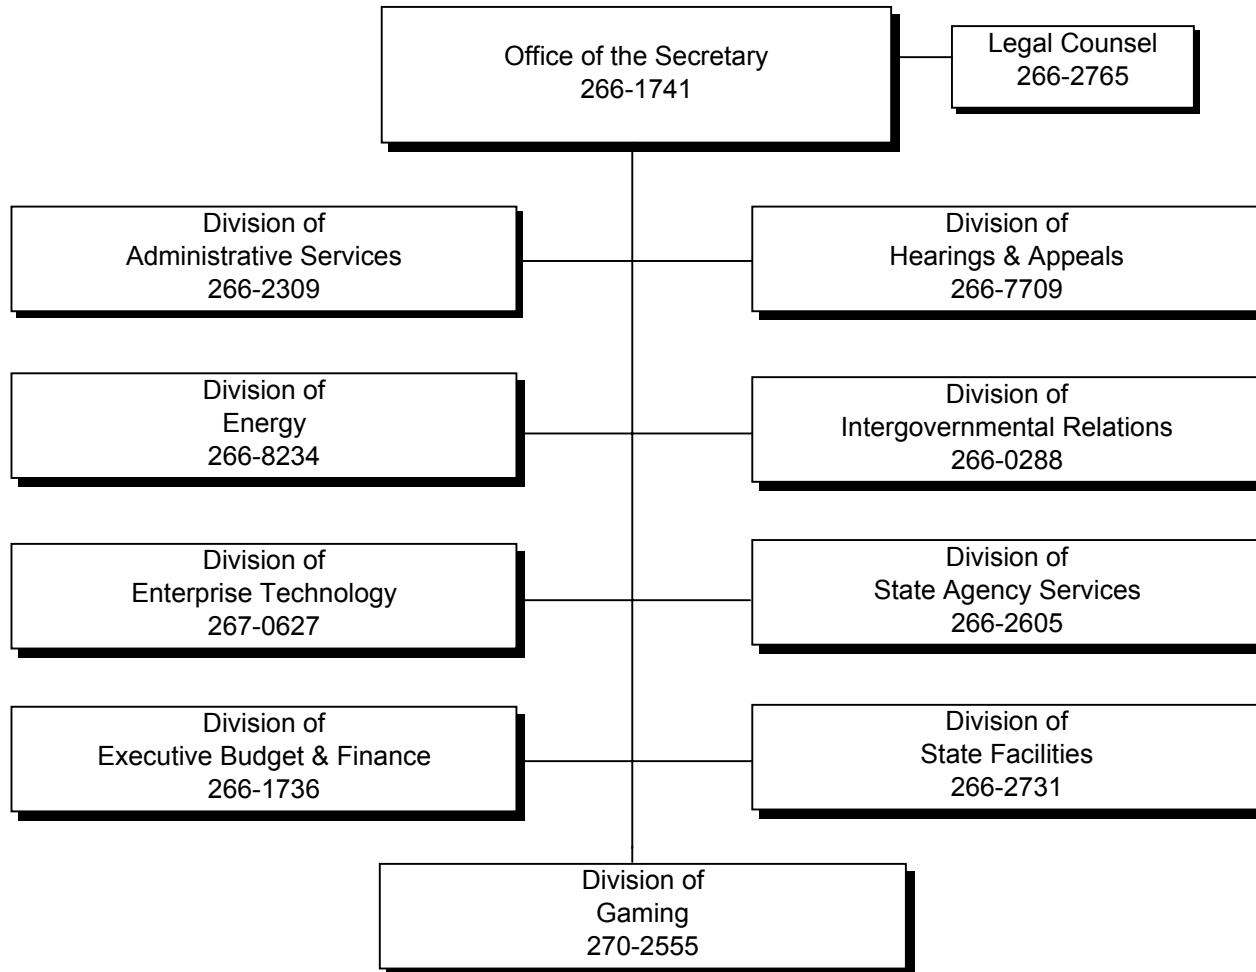 Office of the Secretary
266-1741
Legal Counsel
266-2765
Division of
Administrative Services
266-2309
Division of
Hearings & Appeals
266-7709
Division of
Energy
266-8234
Division of
Intergovernmental Relations
266-0288
Division of
Enterprise Technology
267-0627
Division of
State Agency Services
266-2605
Division of
Executive Budget & Finance
266-1736
Division of
State Facilities
266-2731
Division of
Gaming
270-2555